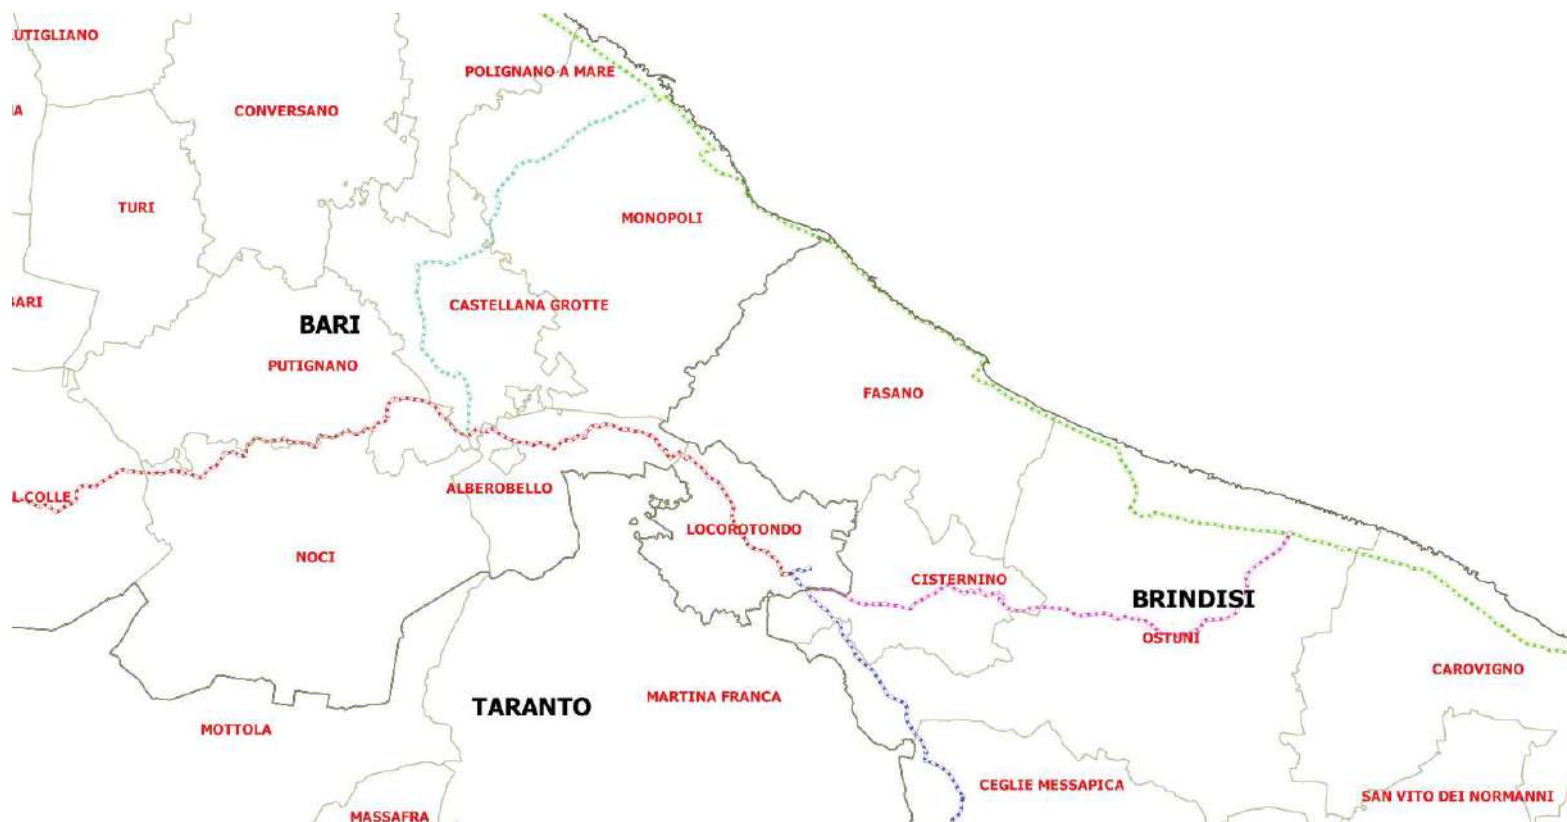 UTIGLIANO
POLIGNANO A MARE
CONVERSANO
TURI
MONOPOLI
BARI
CASTELLANA GROTTE
BARI
PUTIGNANO
FASANO
ALBEROBELLO
L COLLE
LOCOROTONDO
NOCI
CISTERNINO
BRINDISI
OSTUNI
CAROVIGNO
MARTINA FRANCA
TARANTO
MOTTOLA
CEGLIE MESSAPICA
SAN VITO DEI NORMANNI
MASSAFRA